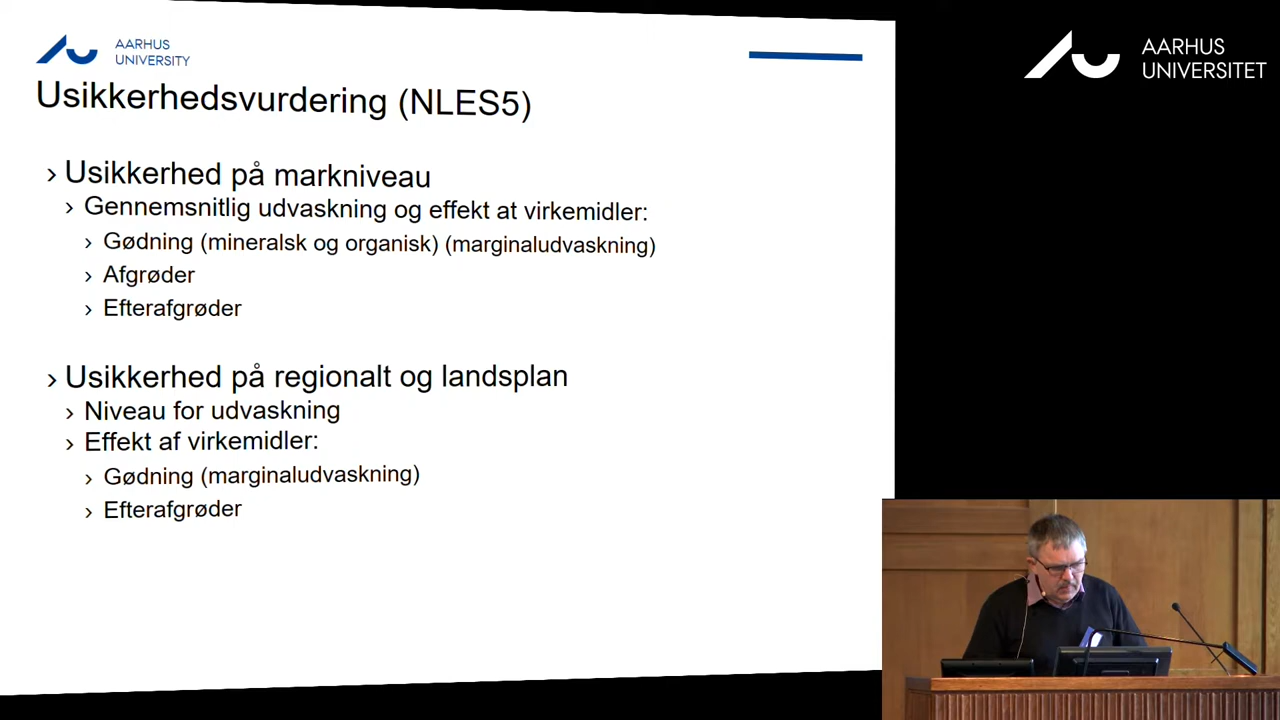 AARHUS
UNIVERSITY
AARHUS
UNIVERSITET
Usikkerhedsvurdering (NLES5)
› Usikkerhed på markniveau
› Gennemsnitlig udvaskning og effekt at virkemidler:
› Gødning (mineralsk og organisk) (marginaludvaskning)
› Afgrøder
› Efterafgrøder
› Usikkerhed på regionalt og landsplan
› Niveau for udvaskning
› Effekt af virkemidler:
› Gødning (marginaludvaskning)
› Efterafgrøder